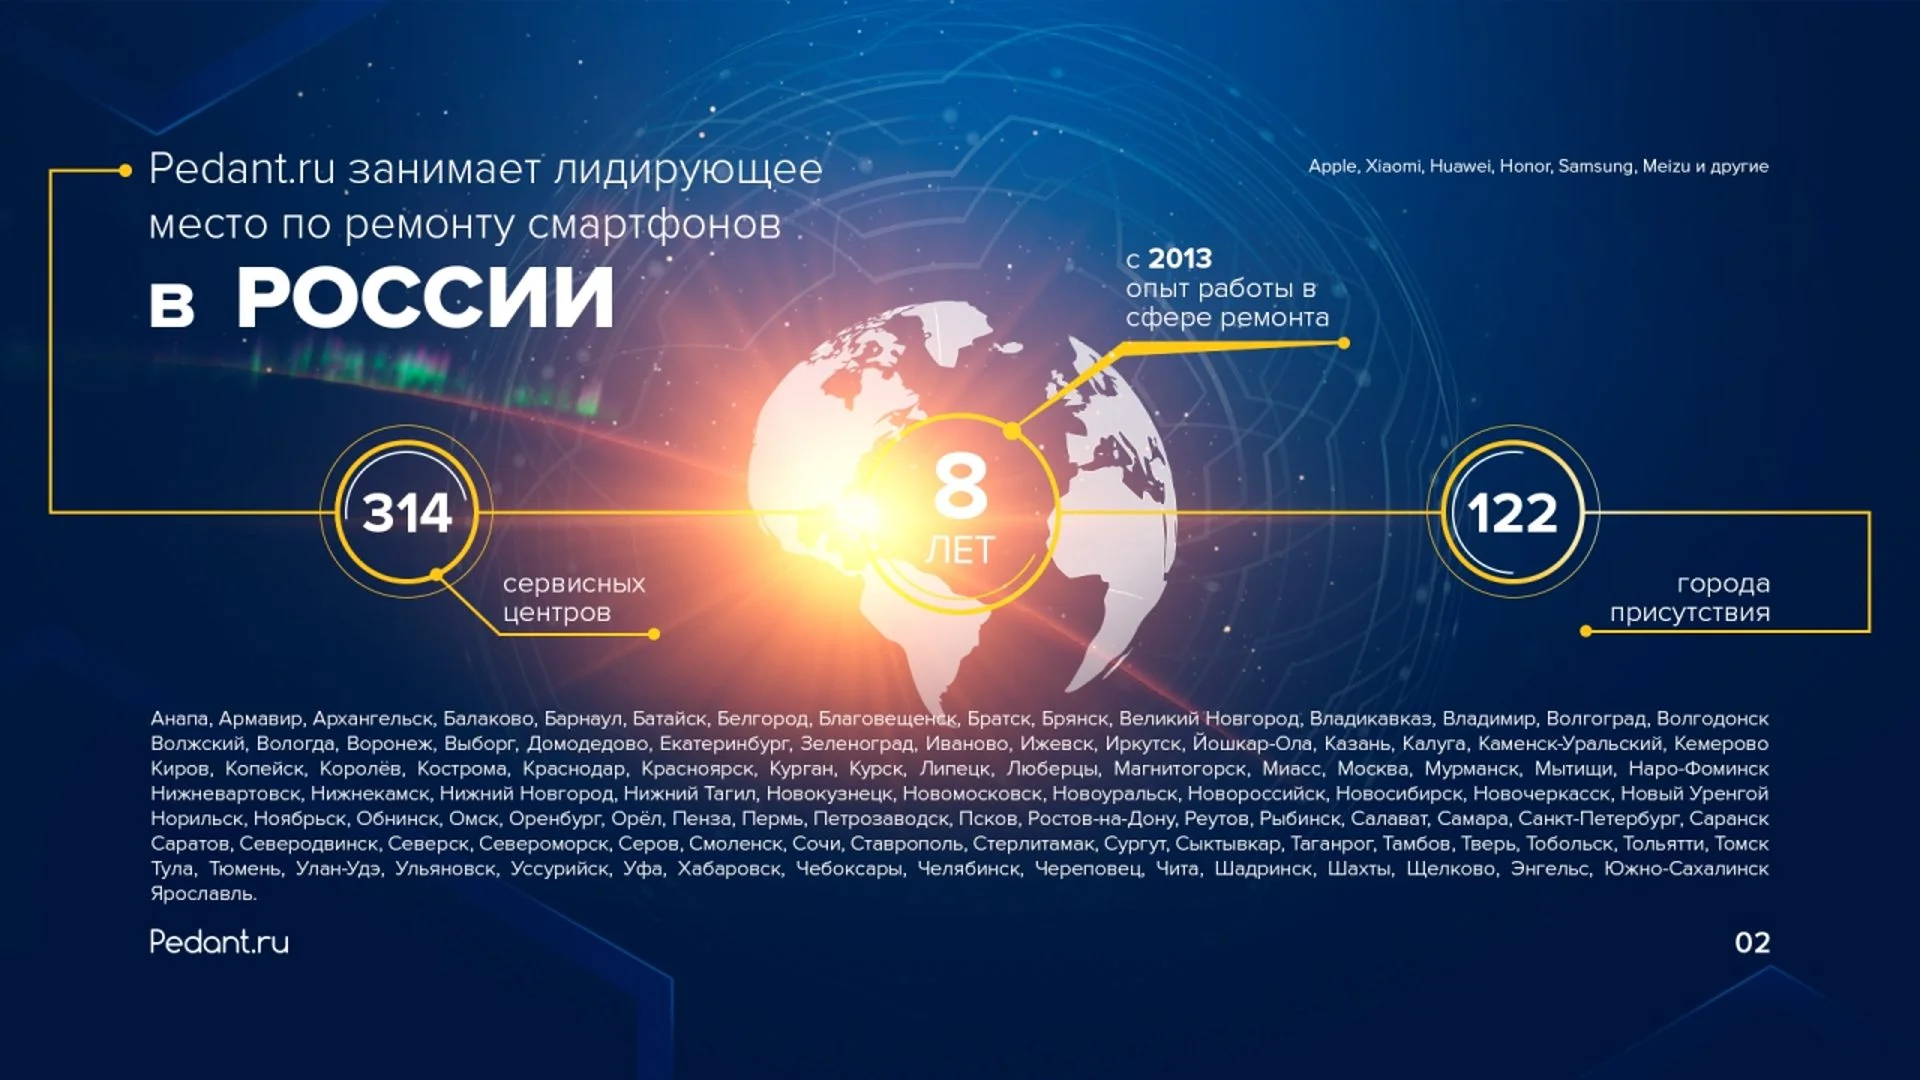 Pedant.ru занимает лидирующее
место по ремонту смартфонов
в РОССИИ
Apple, Xiaomi, Huawei, Honor, Samsung, Meizu и другие
с 2013
опыт работы в
сфере ремонта
314
сервисных
центров
8
ЛЕТ
122
города
присутствия
Анапа, Армавир, Архангельск, Балаково, Барнаул, Батайск, Белгород, Благовещенск, Братск, Брянск, Великий Новгород, Владикавказ, Владимир, Волгоград, Волгодонск
Волжский, Вологда, Воронеж, Выборг, Домодедово, Екатеринбург, Зеленоград, Иваново, Ижевск, Иркутск, Йошкар-Ола, Казань, Калуга, Каменск-Уральский, Кемерово
Киров, Копейск, Королёв, Кострома, Краснодар, Красноярск, Курган, Курск, Липецк, Люберцы, Магнитогорск, Миасс, Москва, Мурманск, Мытищи, Наро-Фоминск
Нижневартовск, Нижнекамск, Нижний Новгород, Нижний Тагил, Новокузнецк, Новомосковск, Новоуральск, Новороссийск, Новосибирск, Новочеркасск, Новый Уренгой
Норильск, Ноябрьск, Обнинск, Омск, Оренбург, Орёл, Пенза, Пермь, Петрозаводск, Псков, Ростов-на-Дону, Реутов, Рыбинск, Салават, Самара, Санкт-Петербург, Саранск
Саратов, Северодвинск, Северск, Североморск, Серов, Смоленск, Сочи, Ставрополь, Стерлитамак, Сургут, Сыктывкар, Таганрог, Тамбов, Тверь, Тобольск, Тольятти, Томск
Тула, Тюмень, Улан-Удэ, Ульяновск, Уссурийск, Уфа, Хабаровск, Чебоксары, Челябинск, Череповец, Чита, Шадринск, Шахты, Щелково, Энгельс, Южно-Сахалинск
Ярославль.
Pedant.ru
02